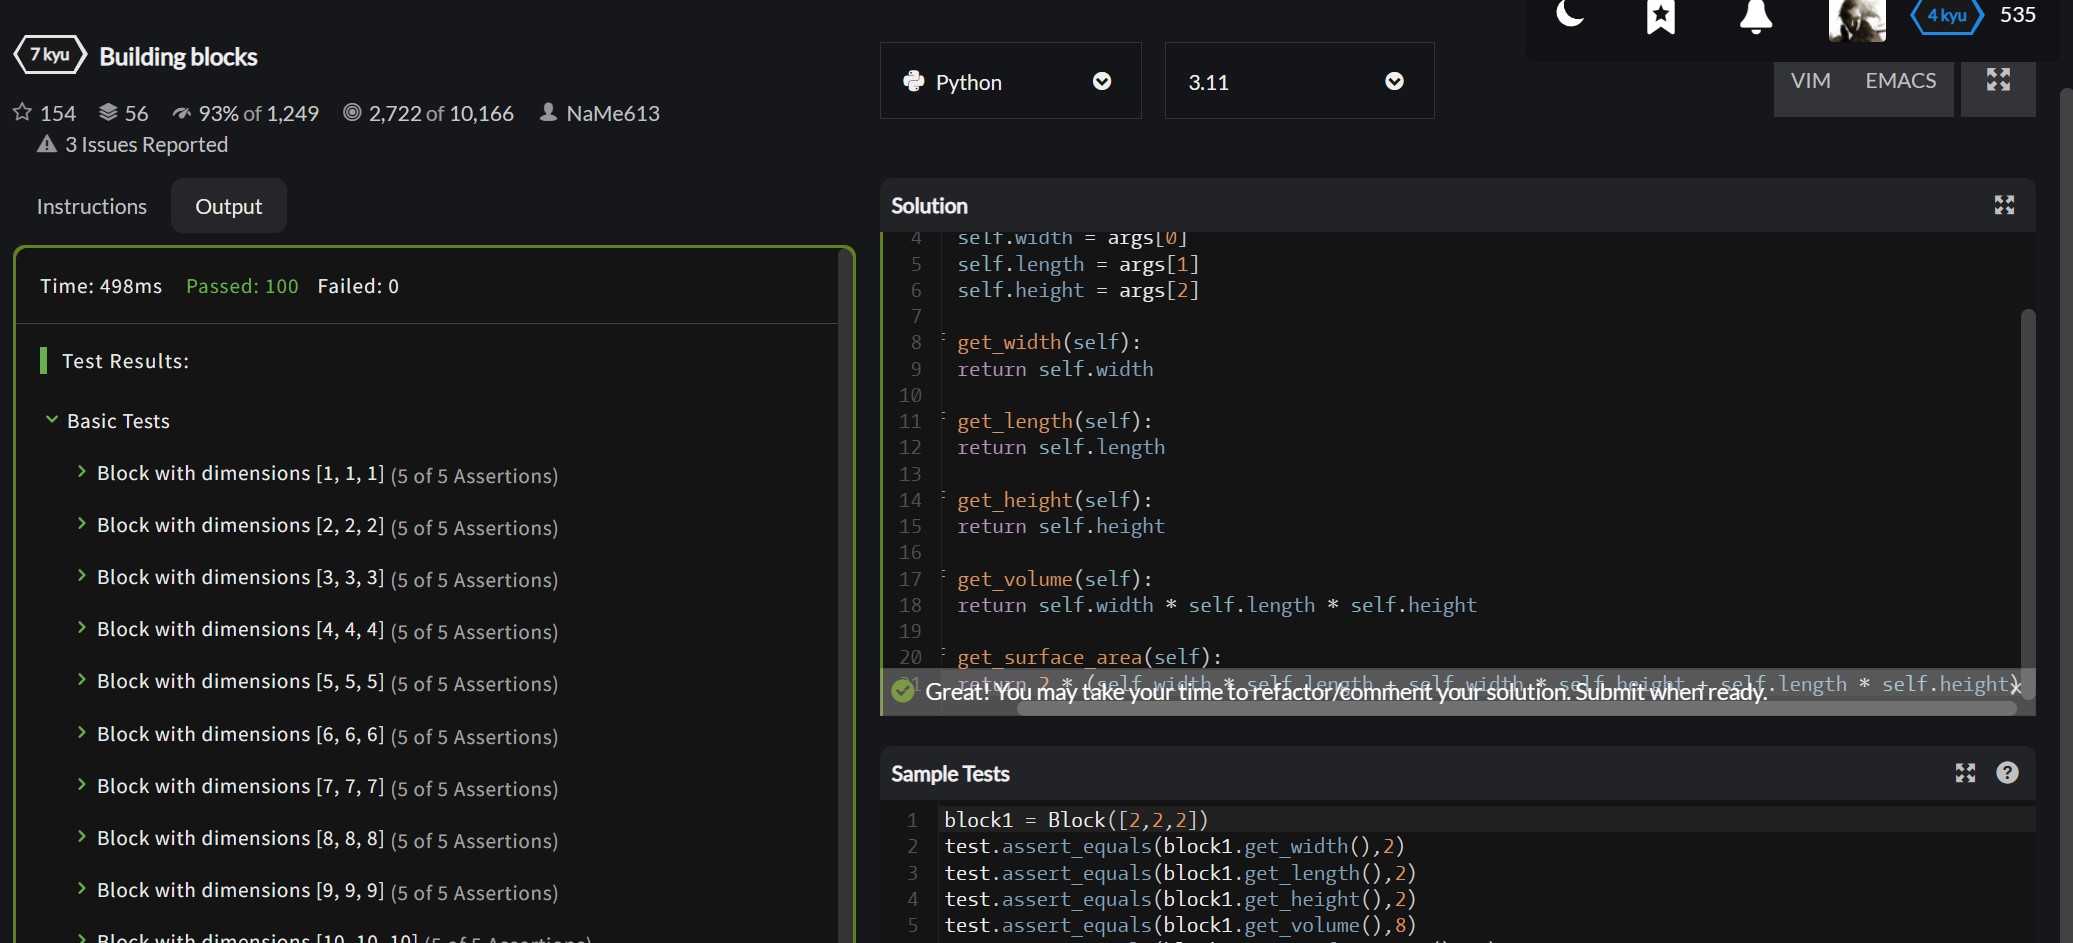 7 kyu Building blocks
154 56 93% of 1,249 2,722 of 10,166 NaMe613
3 Issues Reported
Instructions Output
Time: 498ms Passed: 100 Failed: 0
Test Results:
Basic Tests
Block with dimensions [1, 1, 1] (5 of 5 Assertions)
Block with dimensions [2, 2, 2] (5 of 5 Assertions)
Block with dimensions [3, 3, 3] (5 of 5 Assertions)
Block with dimensions [4, 4, 4] (5 of 5 Assertions)
Block with dimensions [5, 5, 5] (5 of 5 Assertions)
Block with dimensions [6, 6, 6] (5 of 5 Assertions)
Block with dimensions [7, 7, 7] (5 of 5 Assertions)
Block with dimensions [8, 8, 8] (5 of 5 Assertions)
Block with dimensions [9, 9, 9] (5 of 5 Assertions)
Block with dimensions [10, 10, 10] (5 of 5 Assertions)
4 kyu 535
Python 3.11 VIM EMACS
Solution
4 self.width = args[0]
5 self.length = args[1]
6 self.height = args[2]
7
8 get_width(self):
9 return self.width
10
11 get_length(self):
12 return self.length
13
14 get_height(self):
15 return self.height
16
17 get_volume(self):
18 return self.width * self.length * self.height
19
20 get_surface_area(self):
21 return 2 * (self.width * self.length + self.width * self.height + self.length * self.height)
Great! You may take your time to refactor/comment your solution. Submit when ready. x
Sample Tests ?
1 block1 = Block([2,2,2])
2 test.assert_equals(block1.get_width(),2)
3 test.assert_equals(block1.get_length(),2)
4 test.assert_equals(block1.get_height(),2)
5 test.assert_equals(block1.get_volume(),8)